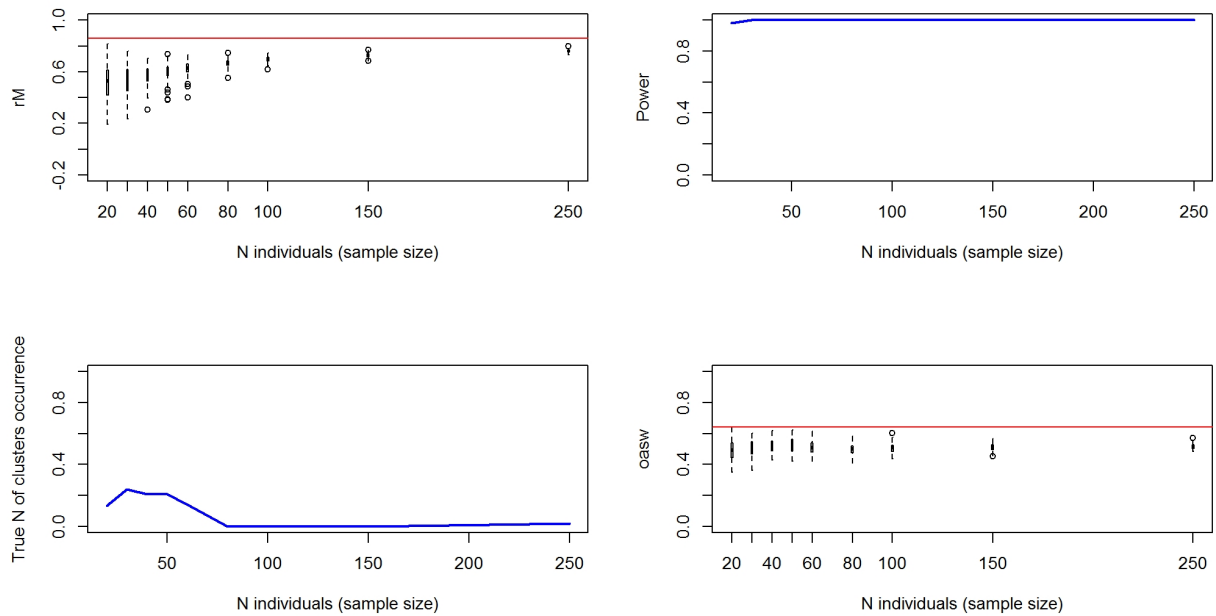 rM
1.0
0.6
0.2
-0.2
20 40 60 80 100 150 250
N individuals (sample size)
Power
0.8
0.4
0.0
50 100 150 200 250
N individuals (sample size)
True N of clusters occurrence
0.8
0.4
0.0
50 100 150 200 250
N individuals (sample size)
oasw
0.8
0.4
0.0
20 40 60 80 100 150 250
N individuals (sample size)